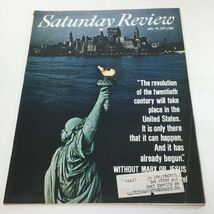 Saturday Review
"The revolution
of the twentieth
century will take
place in the
United States.
It is only there
that it can happen.
And it has
already begun."
WITHOUT MARX OR JESUS